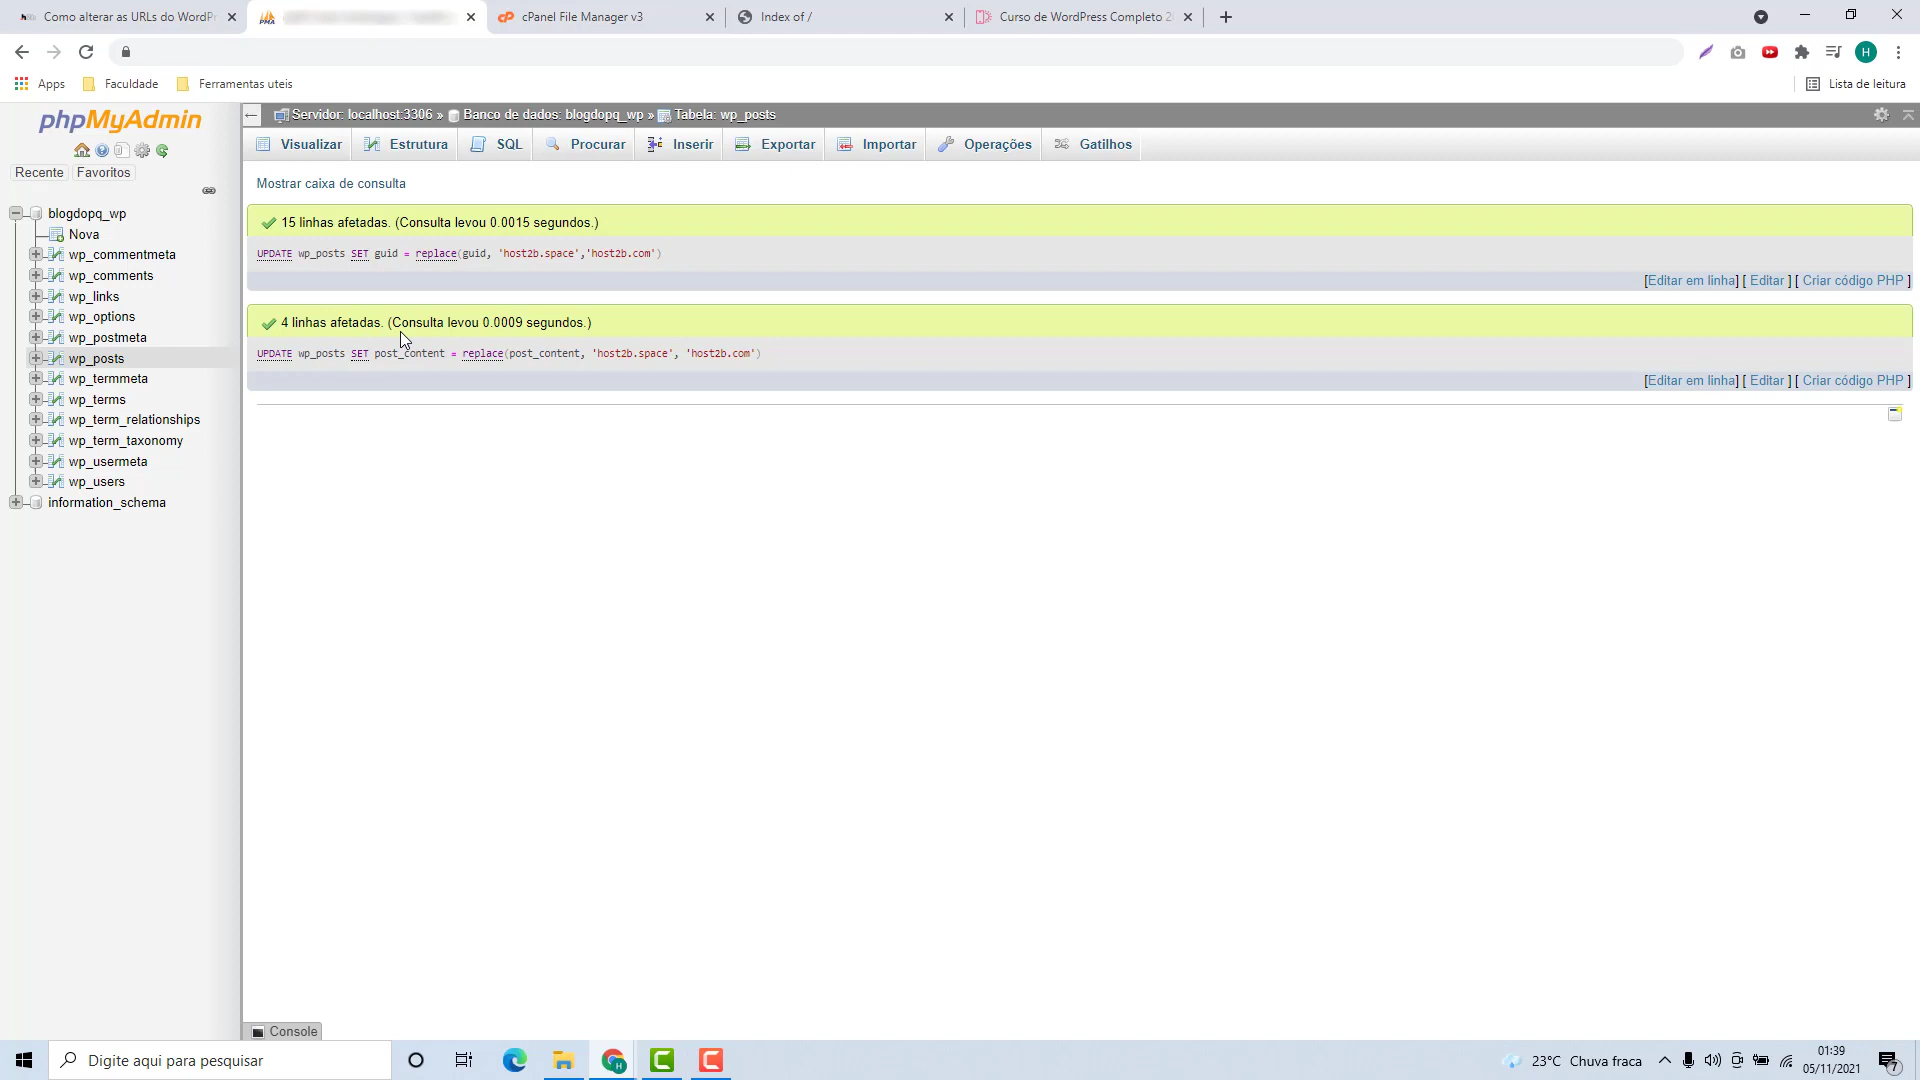 Como alterar as URLs do WordPr
PMA
cPanel File Manager v3
Index of /
Curso de WordPress Completo 2
H
Apps
Faculdade
Ferramentas uteis
Lista de leitura
phpMyAdmin
Recente
Favoritos
blogdopq_wp
Nova
wp_commentmeta
wp_comments
wp_links
wp_options
wp_postmeta
wp_posts
wp_termmeta
wp_terms
wp_term_relationships
wp_term_taxonomy
wp_usermeta
wp_users
information_schema
Servidor: localhost:3306 » Banco de dados: blogdopq_wp » Tabela: wp_posts
Visualizar
Estrutura
SQL
Procurar
Inserir
Exportar
Importar
Operações
Gatilhos
Mostrar caixa de consulta
15 linhas afetadas. (Consulta levou 0.0015 segundos.)
UPDATE wp_posts SET guid = replace(guid, 'host2b.space','host2b.com')
[Editar em linha] [ Editar ] [ Criar código PHP ]
4 linhas afetadas. (Consulta levou 0.0009 segundos.)
UPDATE wp_posts SET post_content = replace(post_content, 'host2b.space', 'host2b.com')
[Editar em linha] [ Editar ] [ Criar código PHP ]
Console
Digite aqui para pesquisar
23°C Chuva fraca
01:39
05/11/2021
7